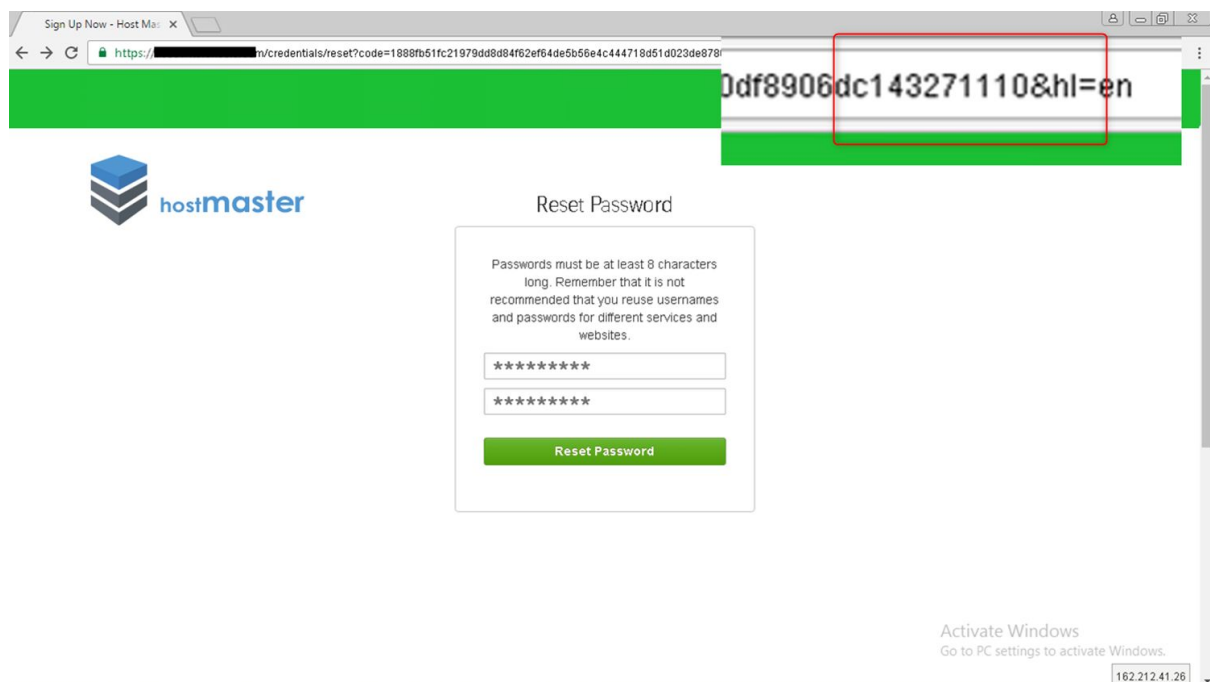 Sign Up Now - Host Mas
https:// m/credentials/reset?code=1888fb51fc21979dd8d84f62ef64de5b56e4c444718d51d023de878
0df8906dc143271110&hl=en
hostmaster
Reset Password
Passwords must be at least 8 characters
long. Remember that it is not
recommended that you reuse usernames
and passwords for different services and
websites.
*********
*********
Reset Password
Activate Windows
Go to PC settings to activate Windows.
162.212.41.26